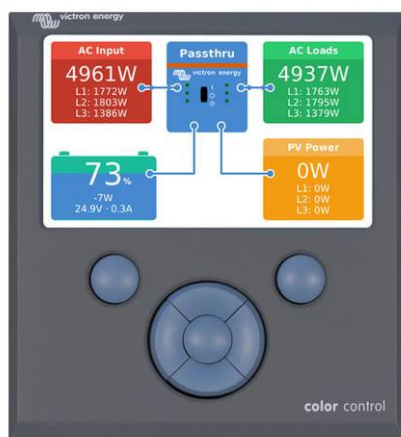 victron energy
AC Input
4961W
L1: 1772W
L2: 1803W
L3: 1386W
Passthru
victron energy
AC Loads
4937W
L1: 1763W
L2: 1795W
L3: 1379W
73%
-7W
24.9V · 0.3A
PV Power
0W
L1: 0W
L2: 0W
L3: 0W
color control